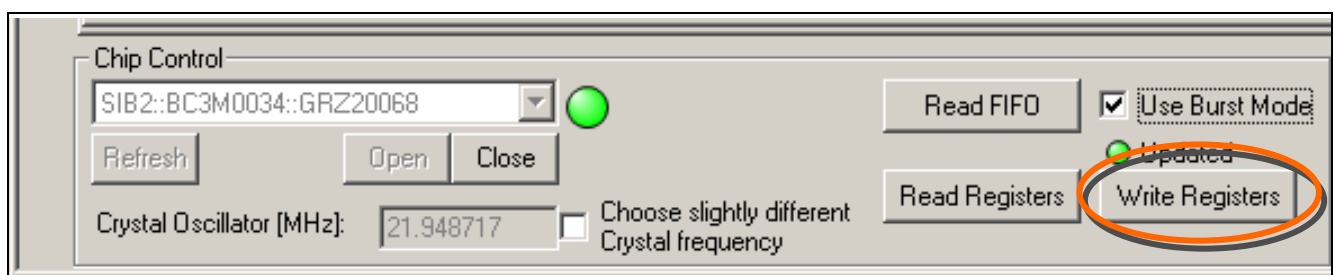 Chip Control
SIB2::BC3M0034::GRZ20068
Read FIFO
Use Burst Mode
Refresh
Open
Close
Updated
Read Registers
Write Registers
Crystal Oscillator [MHz]:
21.948717
Choose slightly different
Crystal frequency